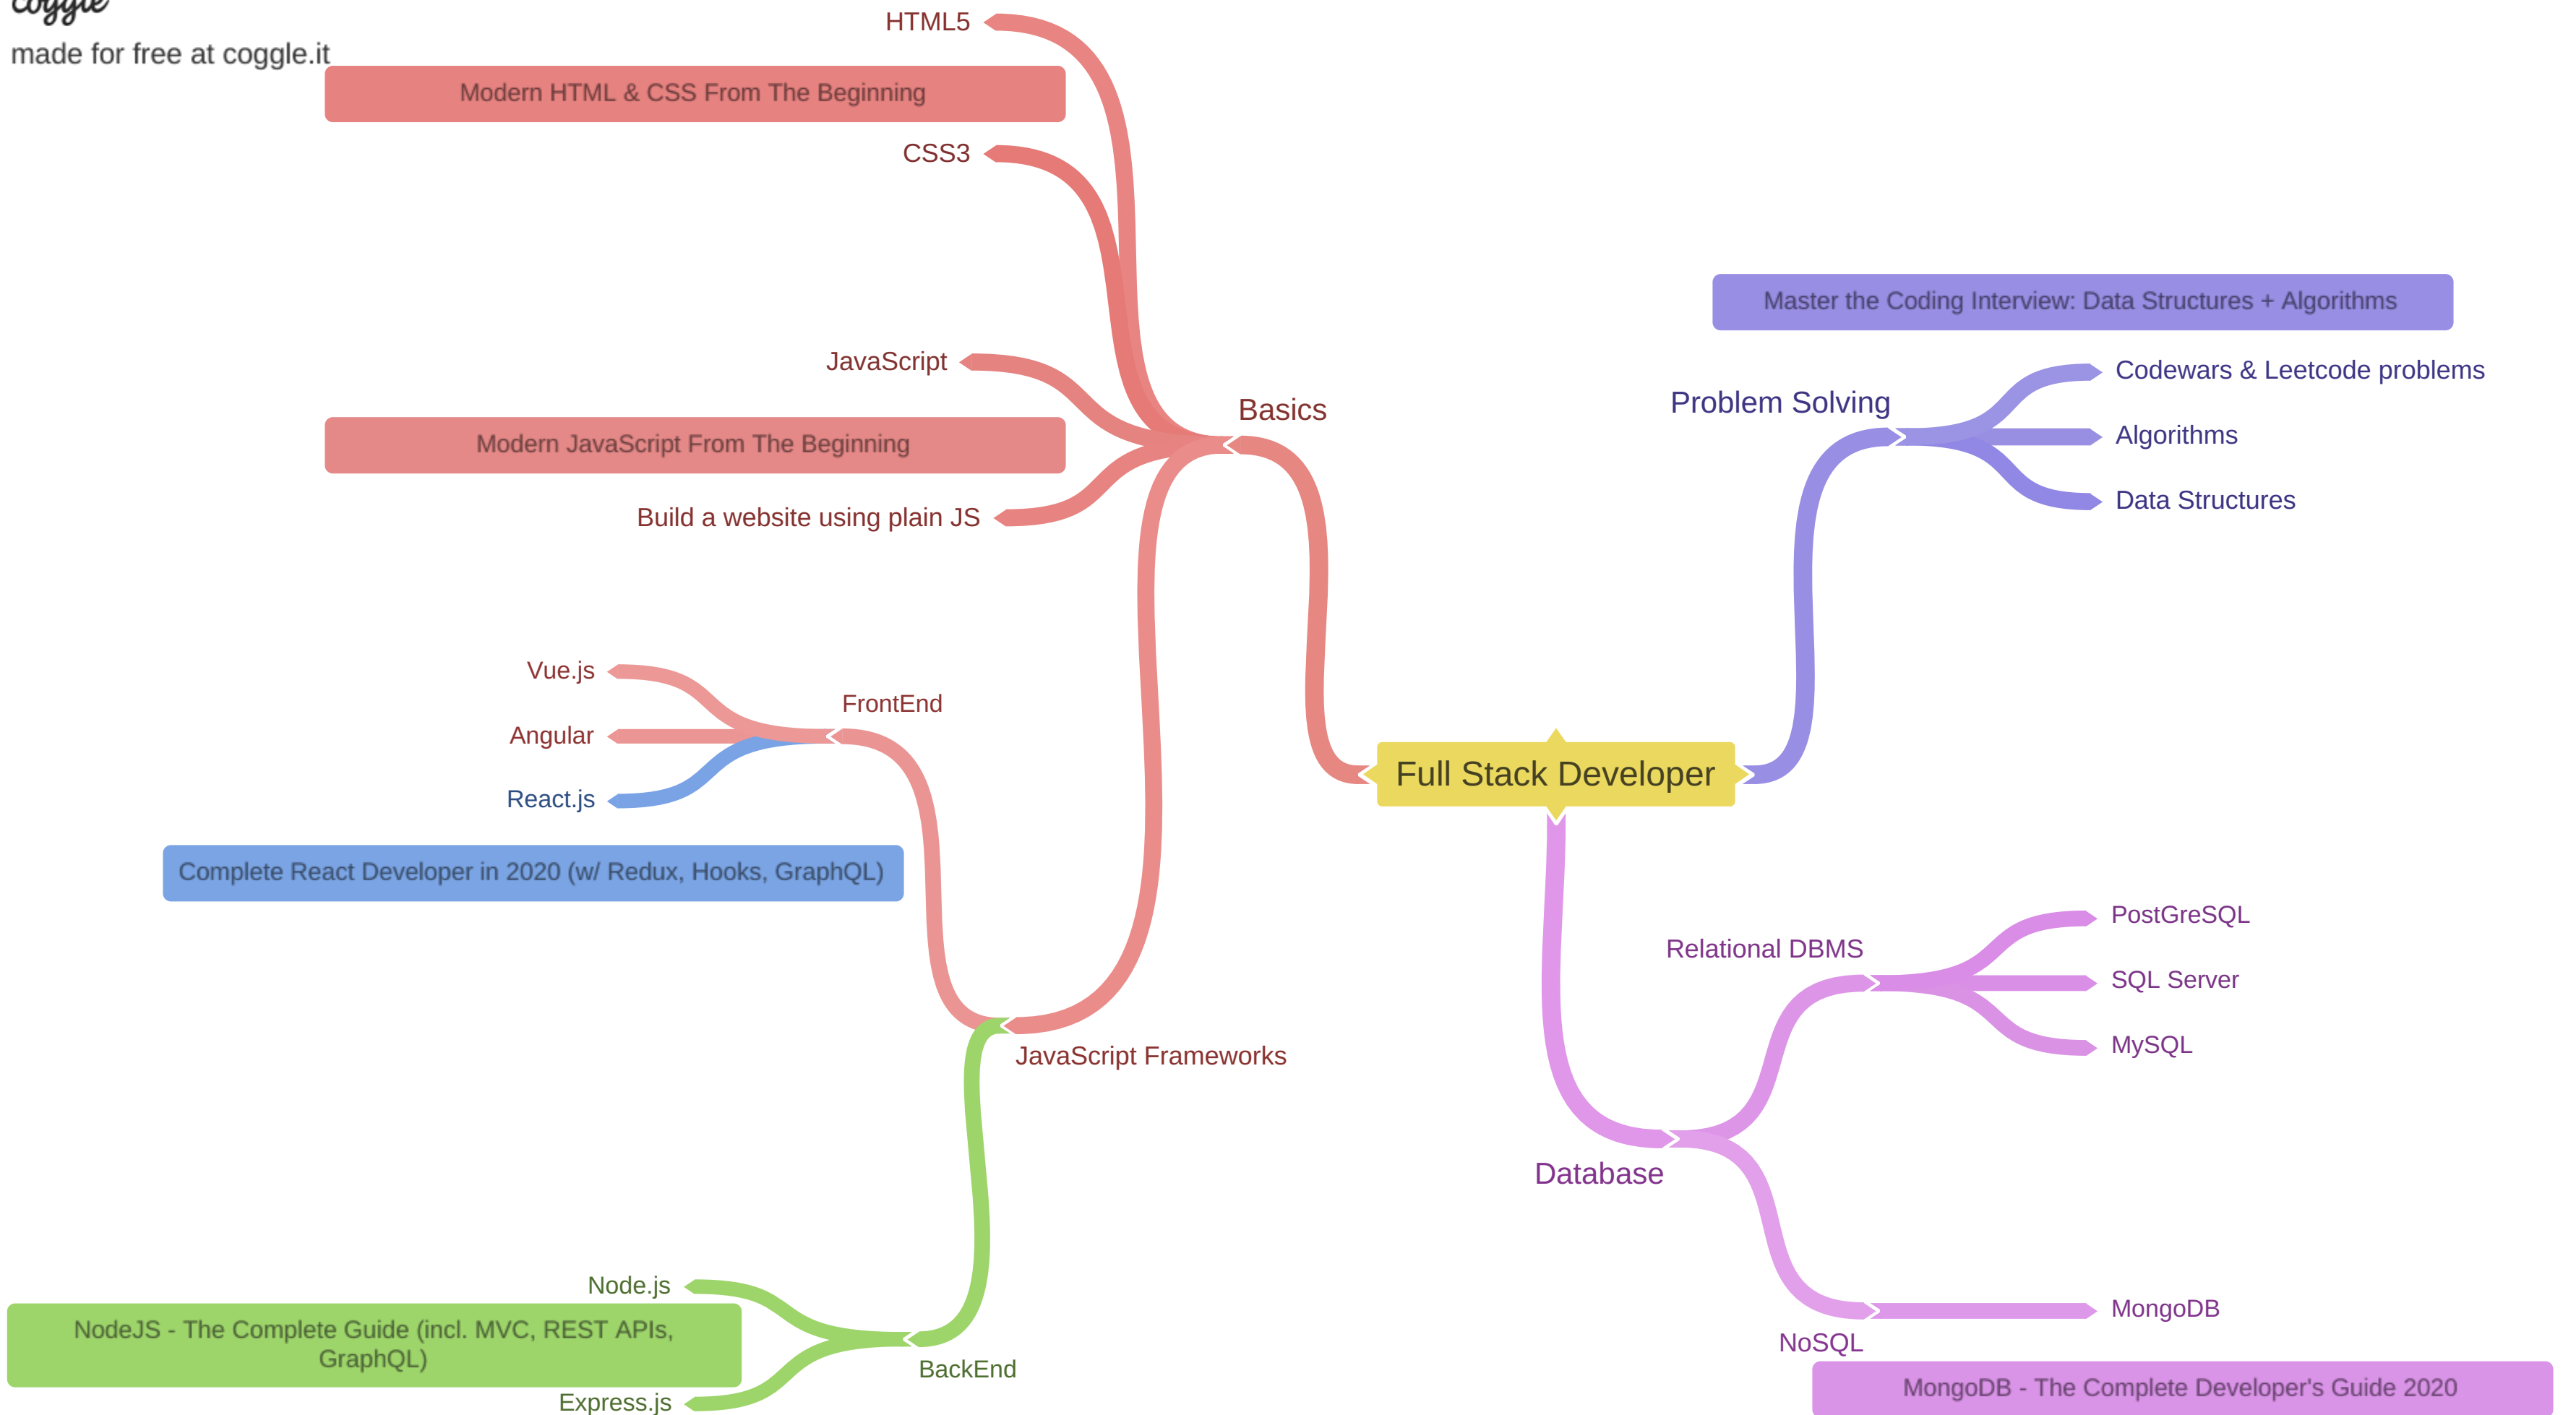 coggle
made for free at coggle.it
HTML5
Modern HTML & CSS From The Beginning
CSS3
JavaScript
Modern JavaScript From The Beginning
Build a website using plain JS
Basics
Vue.js
Angular
React.js
FrontEnd
Complete React Developer in 2020 (w/ Redux, Hooks, GraphQL)
JavaScript Frameworks
Node.js
NodeJS - The Complete Guide (incl. MVC, REST APIs,
GraphQL)
Express.js
BackEnd
Full Stack Developer
Master the Coding Interview: Data Structures + Algorithms
Problem Solving
Codewars & Leetcode problems
Algorithms
Data Structures
Relational DBMS
PostGreSQL
SQL Server
MySQL
Database
NoSQL
MongoDB
MongoDB - The Complete Developer's Guide 2020